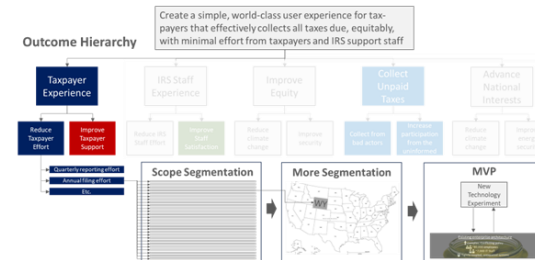 Create a simple, world-class user experience for tax-
payers that effectively collects all taxes due, equitably,
with minimal effort from taxpayers and IRS support staff
Outcome Hierarchy
Taxpayer
Experience
IRS Staff
Experience
Improve
Equity
Collect
Unpaid
Taxes
Advance
National
Interests
Reduce
Taxpayer
Effort
Improve
Taxpayer
Support
Reduce IRS
Staff Effort
Improve
Staff
Satisfaction
Reduce
climate
change
Improve
security
Collect from
bad actors
Increase
participation
from the
Reduce
climate
change
Quarterly reporting effort
Annual filing effort
Etc.
Scope Segmentation
More Segmentation
MVP
WY
New
Technology
Experiment